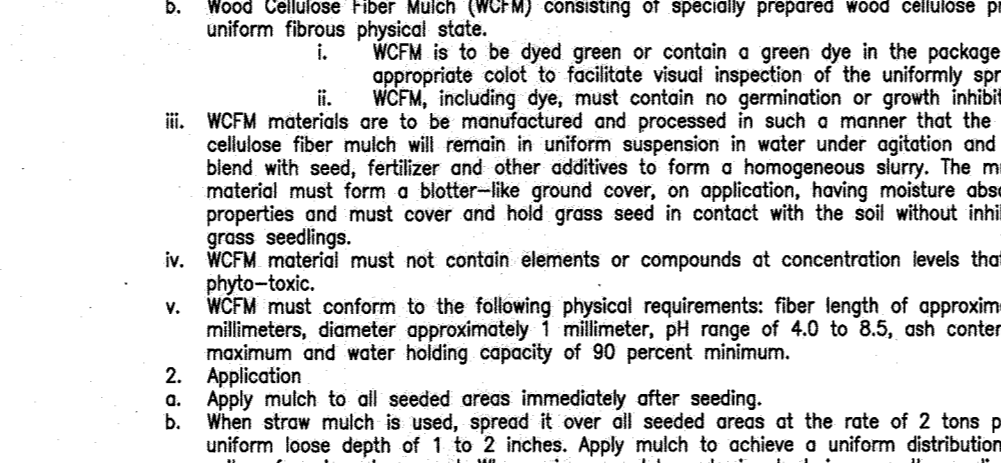 b. Wood Cellulose Fiber Mulch (WCFM) consisting of specially prepared wood cellulose
uniform fibrous physical state.
i. WCFM is to be dyed green or contain a green dye in the package
appropriate colot to facilitate visual inspection of the uniformly
ii. WCFM, including dye, must contain no germination or growth
iii. WCFM materials are to be manufactured and processed in such a manner that the
cellulose fiber mulch will remain in uniform suspension in water under agitation and
blend with seed, fertilizer and other additives to form a homogeneous slurry. The
material must form a blotter-like ground cover, on application, having moisture
properties and must cover and hold grass seed in contact with the soil without
grass seedlings.
iv. WCFM material must not contain elements or compounds at concentration levels
phyto-toxic.
v. WCFM must conform to the following physical requirements: fiber length of
millimeters, diameter approximately 1 millimeter, pH range of 4.0 to 8.5, ash
maximum and water holding capacity of 90 percent minimum.
2. Application
a. Apply mulch to all seeded areas immediately after seeding.
b. When straw mulch is used, spread it over all seeded areas at the rate of 2 tons
uniform loose depth of 1 to 2 inches. Apply mulch to achieve a uniform distribution